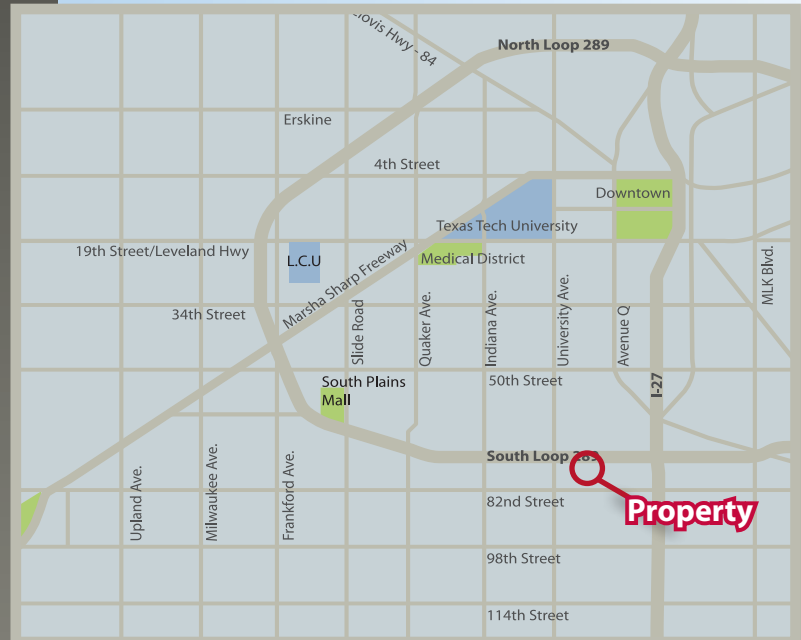 Clovis Hwy - 84
North Loop 289
Erskine
4th Street
Downtown
Texas Tech University
19th Street/Leveland Hwy
L.C.U
Marsha Sharp Freeway
Medical District
MLK Blvd.
34th Street
Slide Road
Quaker Ave.
Indiana Ave.
University Ave.
Avenue Q
I-27
South Plains
Mall
50th Street
South Loop 289
Upland Ave.
Milwaukee Ave.
Frankford Ave.
82nd Street
Property
98th Street
114th Street